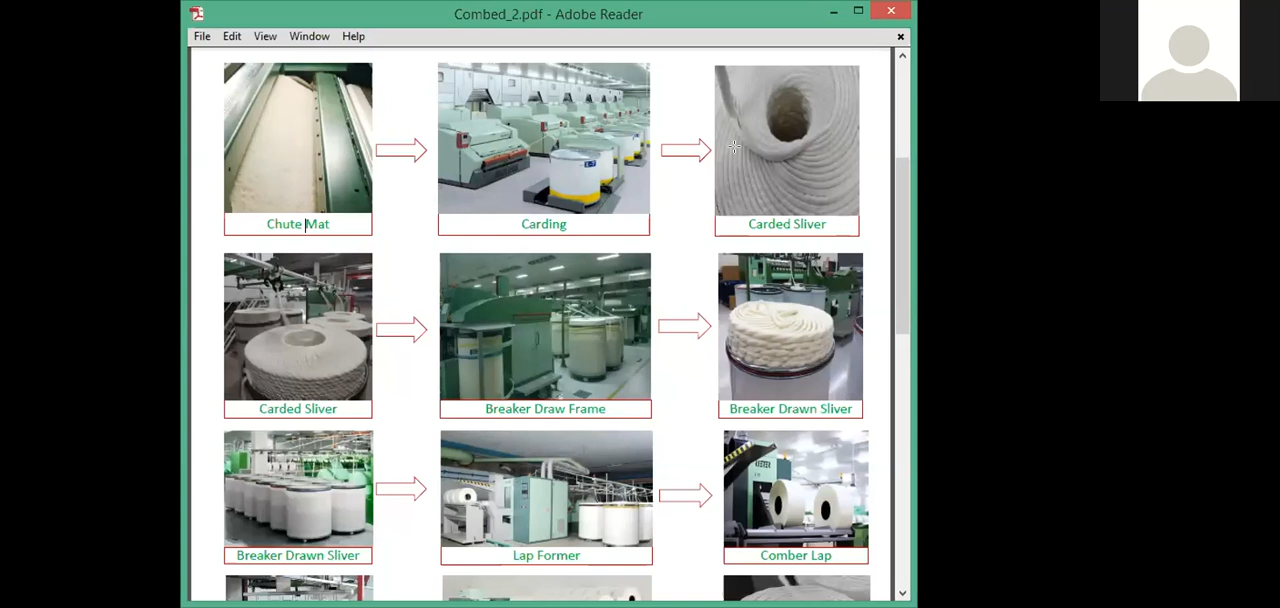 Combed_2.pdf - Adobe Reader
File Edit View Window Help
Chute Mat
Carding
Carded Sliver
Carded Sliver
Breaker Draw Frame
Breaker Drawn Sliver
RIETER
Breaker Drawn Sliver
Lap Former
Comber Lap